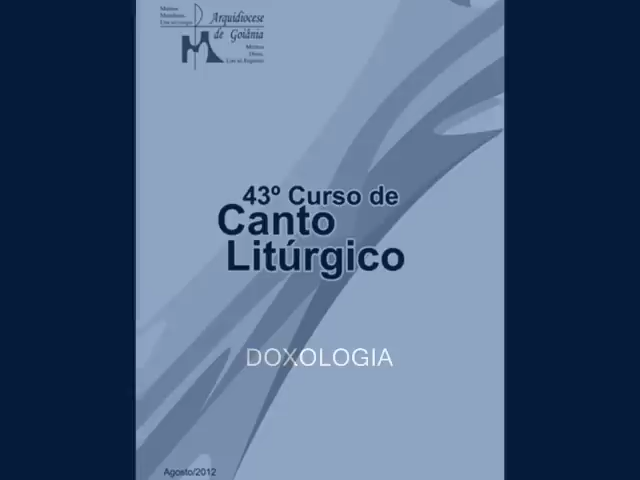 Arquidiocese
de Goiânia
43º Curso de
Canto
Litúrgico
DOXOLOGIA
Agosto/2012